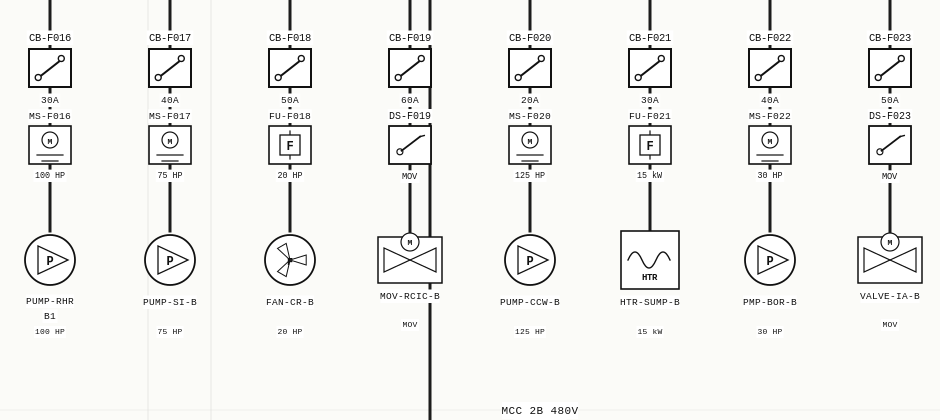 CB-F016 CB-F017 CB-F018 CB-F019 CB-F020 CB-F021 CB-F022 CB-F023
30A 40A 50A 60A 20A 30A 40A 50A
MS-F016 MS-F017 FU-F018 DS-F019 MS-F020 FU-F021 MS-F022 DS-F023
M M F M F M
100 HP 75 HP 20 HP MOV 125 HP 15 kW 30 HP MOV
M M
P P P P
HTR
PUMP-RHR PUMP-SI-B FAN-CR-B MOV-RCIC-B PUMP-CCW-B HTR-SUMP-B PMP-BOR-B VALVE-IA-B
B1
100 HP 75 HP 20 HP MOV 125 HP 15 kW 30 HP MOV
MCC 2B 480V